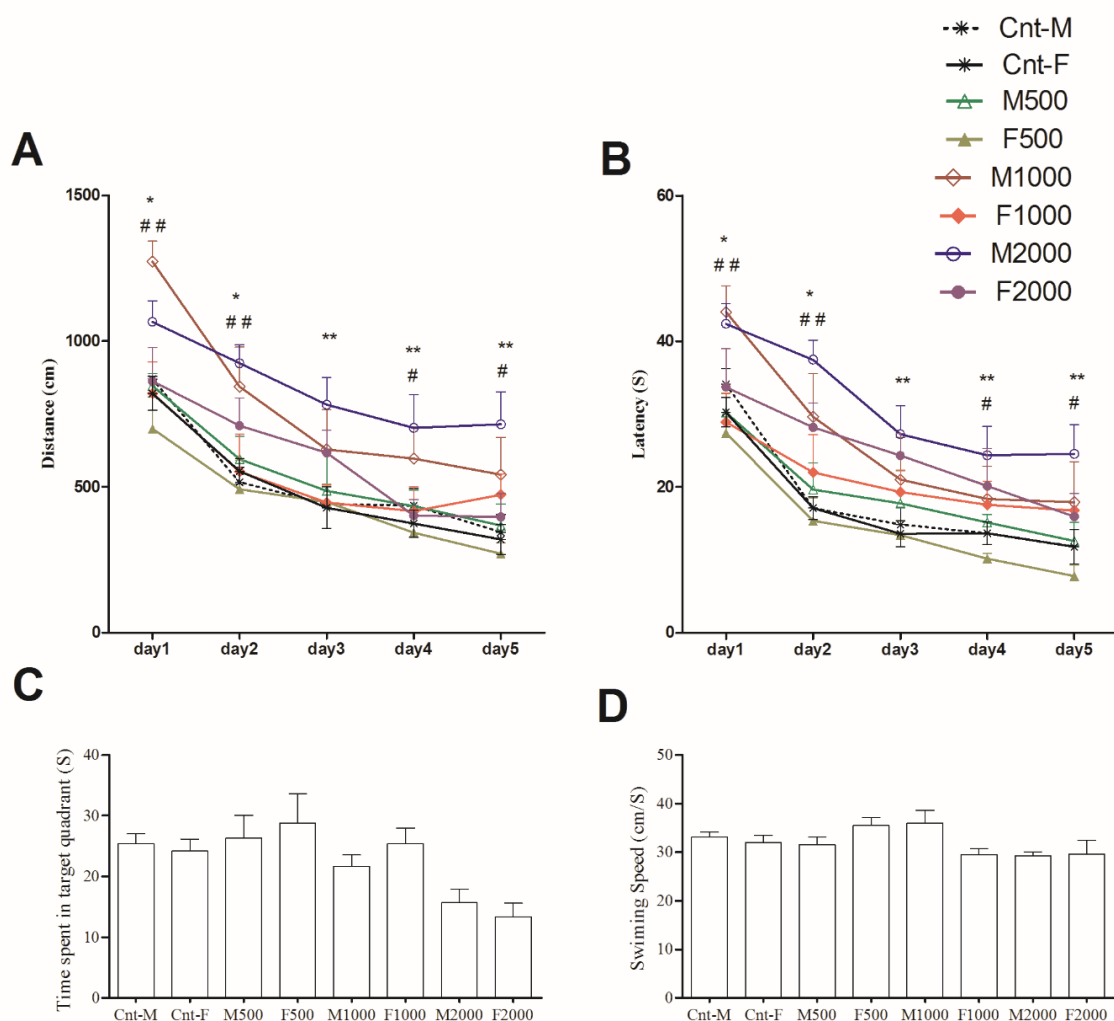 Cnt-M
Cnt-F
M500
F500
M1000
F1000
M2000
F2000
A
Distance (cm)
1500
1000
500
0
*
# #
*
# #
**
**
#
**
#
day1 day2 day3 day4 day5
B
Latency (S)
60
40
20
0
*
# #
*
# #
**
**
#
**
#
day1 day2 day3 day4 day5
C
Time spent in target quadrant (S)
40
30
20
10
0
Cnt-M Cnt-F M500 F500 M1000 F1000 M2000 F2000
D
Swiming Speed (cm/S)
50
40
30
20
10
0
Cnt-M Cnt-F M500 F500 M1000 F1000 M2000 F2000